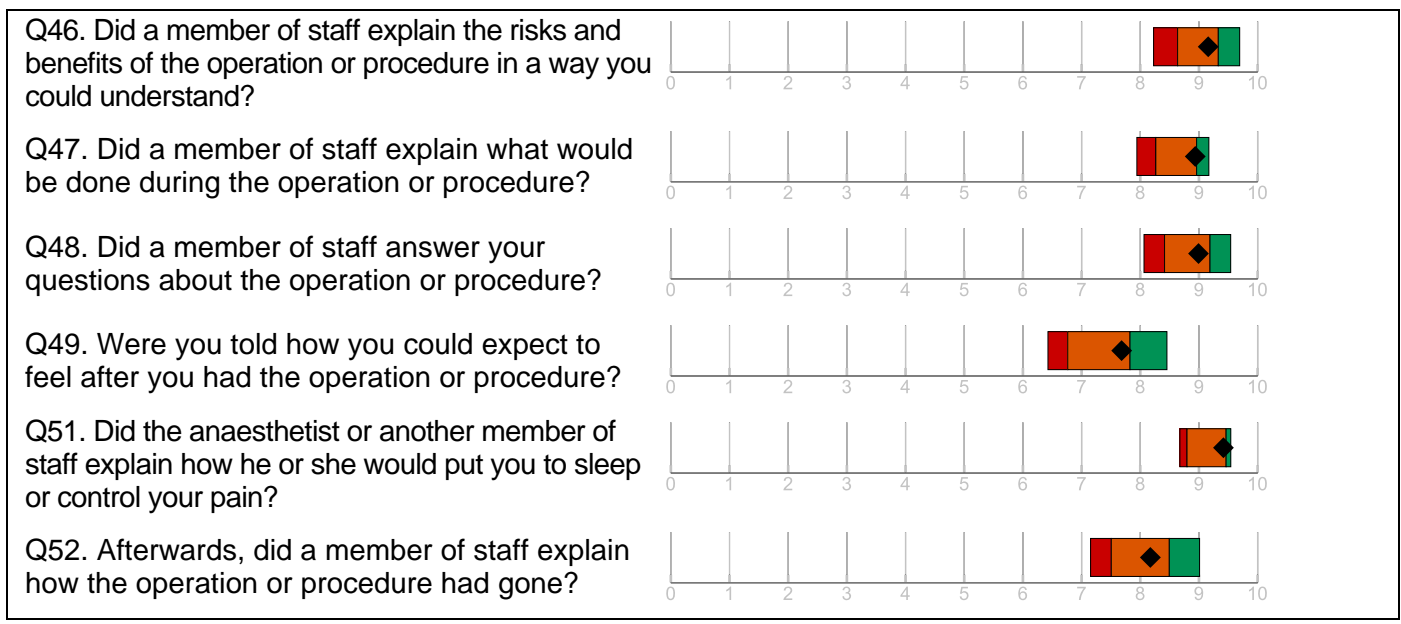 Q46. Did a member of staff explain the risks and
benefits of the operation or procedure in a way you
could understand?
0 1 2 3 4 5 6 7 8 9 10
Q47. Did a member of staff explain what would
be done during the operation or procedure?
0 1 2 3 4 5 6 7 8 9 10
Q48. Did a member of staff answer your
questions about the operation or procedure?
0 1 2 3 4 5 6 7 8 9 10
Q49. Were you told how you could expect to
feel after you had the operation or procedure?
0 1 2 3 4 5 6 7 8 9 10
Q51. Did the anaesthetist or another member of
staff explain how he or she would put you to sleep
or control your pain?
0 1 2 3 4 5 6 7 8 9 10
Q52. Afterwards, did a member of staff explain
how the operation or procedure had gone?
0 1 2 3 4 5 6 7 8 9 10